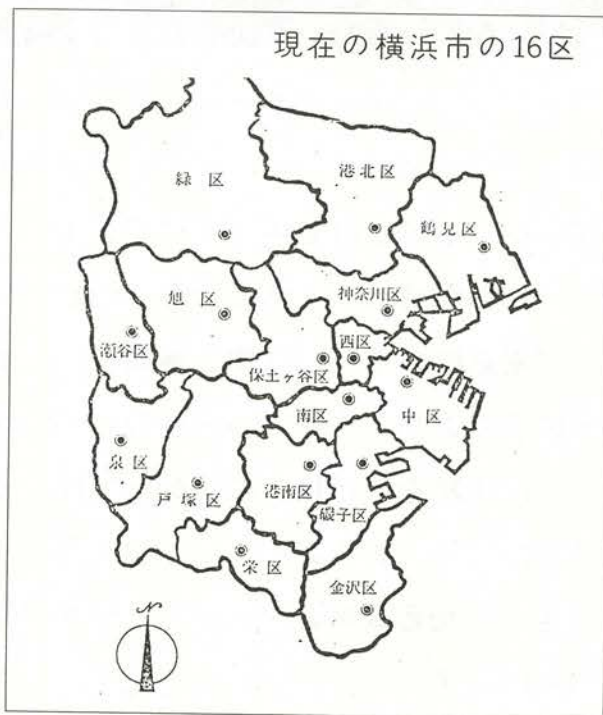 現在の横浜市の16区
緑区
港北区
鶴見区
旭区
神奈川区
瀬谷区
西区
保土ヶ谷区
中区
南区
泉区
戸塚区
港南区
磯子区
栄区
金沢区
N